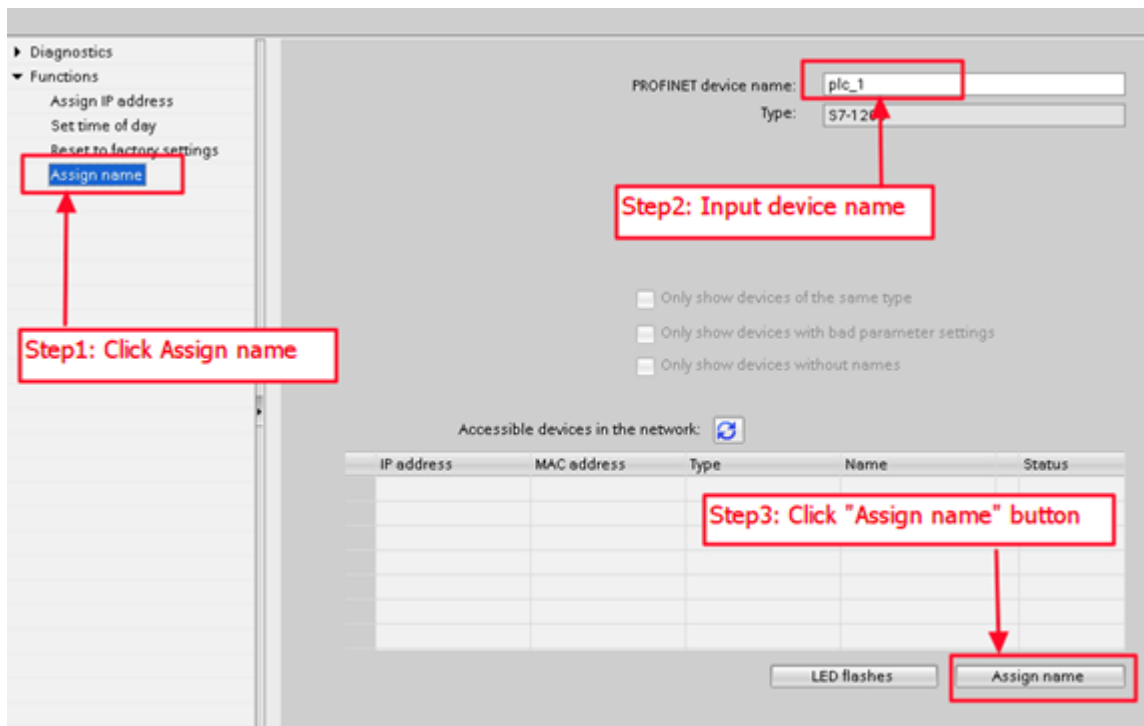 Diagnostics
Functions
Assign IP address
Set time of day
Reset to factory settings
Assign name
Step1: Click Assign name
PROFINET device name: plc_1
Type: S7-120
Step2: Input device name
Only show devices of the same type
Only show devices with bad parameter settings
Only show devices without names
Accessible devices in the network:
IP address MAC address Type Name Status
Step3: Click "Assign name" button
LED flashes Assign name